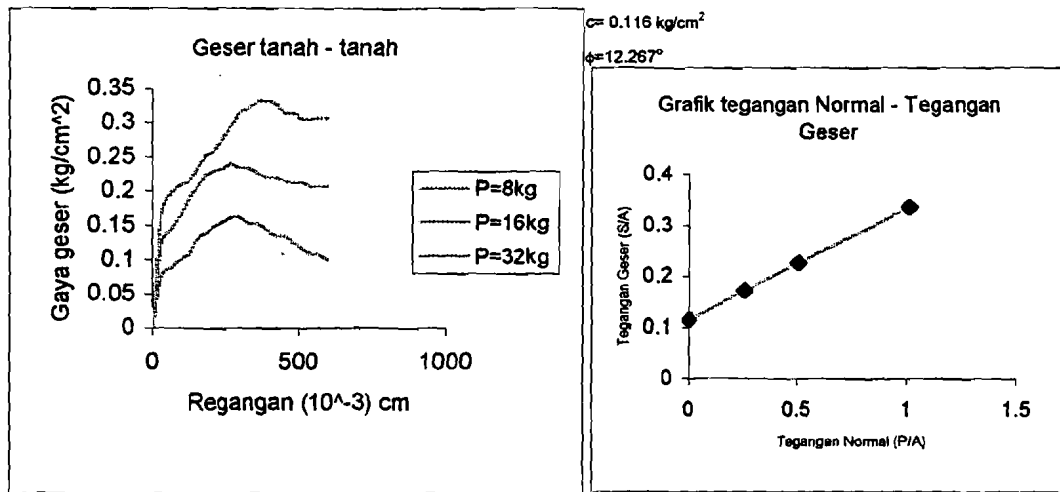 Geser tanah - tanah
Gaya geser (kg/cm^2)
0.35
0.3
0.25
0.2
0.15
0.1
0.05
0
0 500 1000
Regangan (10^-3) cm
P=8kg
P=16kg
P=32kg
c= 0.116 kg/cm²
ϕ=12.267°
Grafik tegangan Normal - Tegangan
Geser
Tegangan Geser (S/A)
0.4
0.3
0.2
0.1
0
0 0.5 1 1.5
Tegangan Normal (P/A)